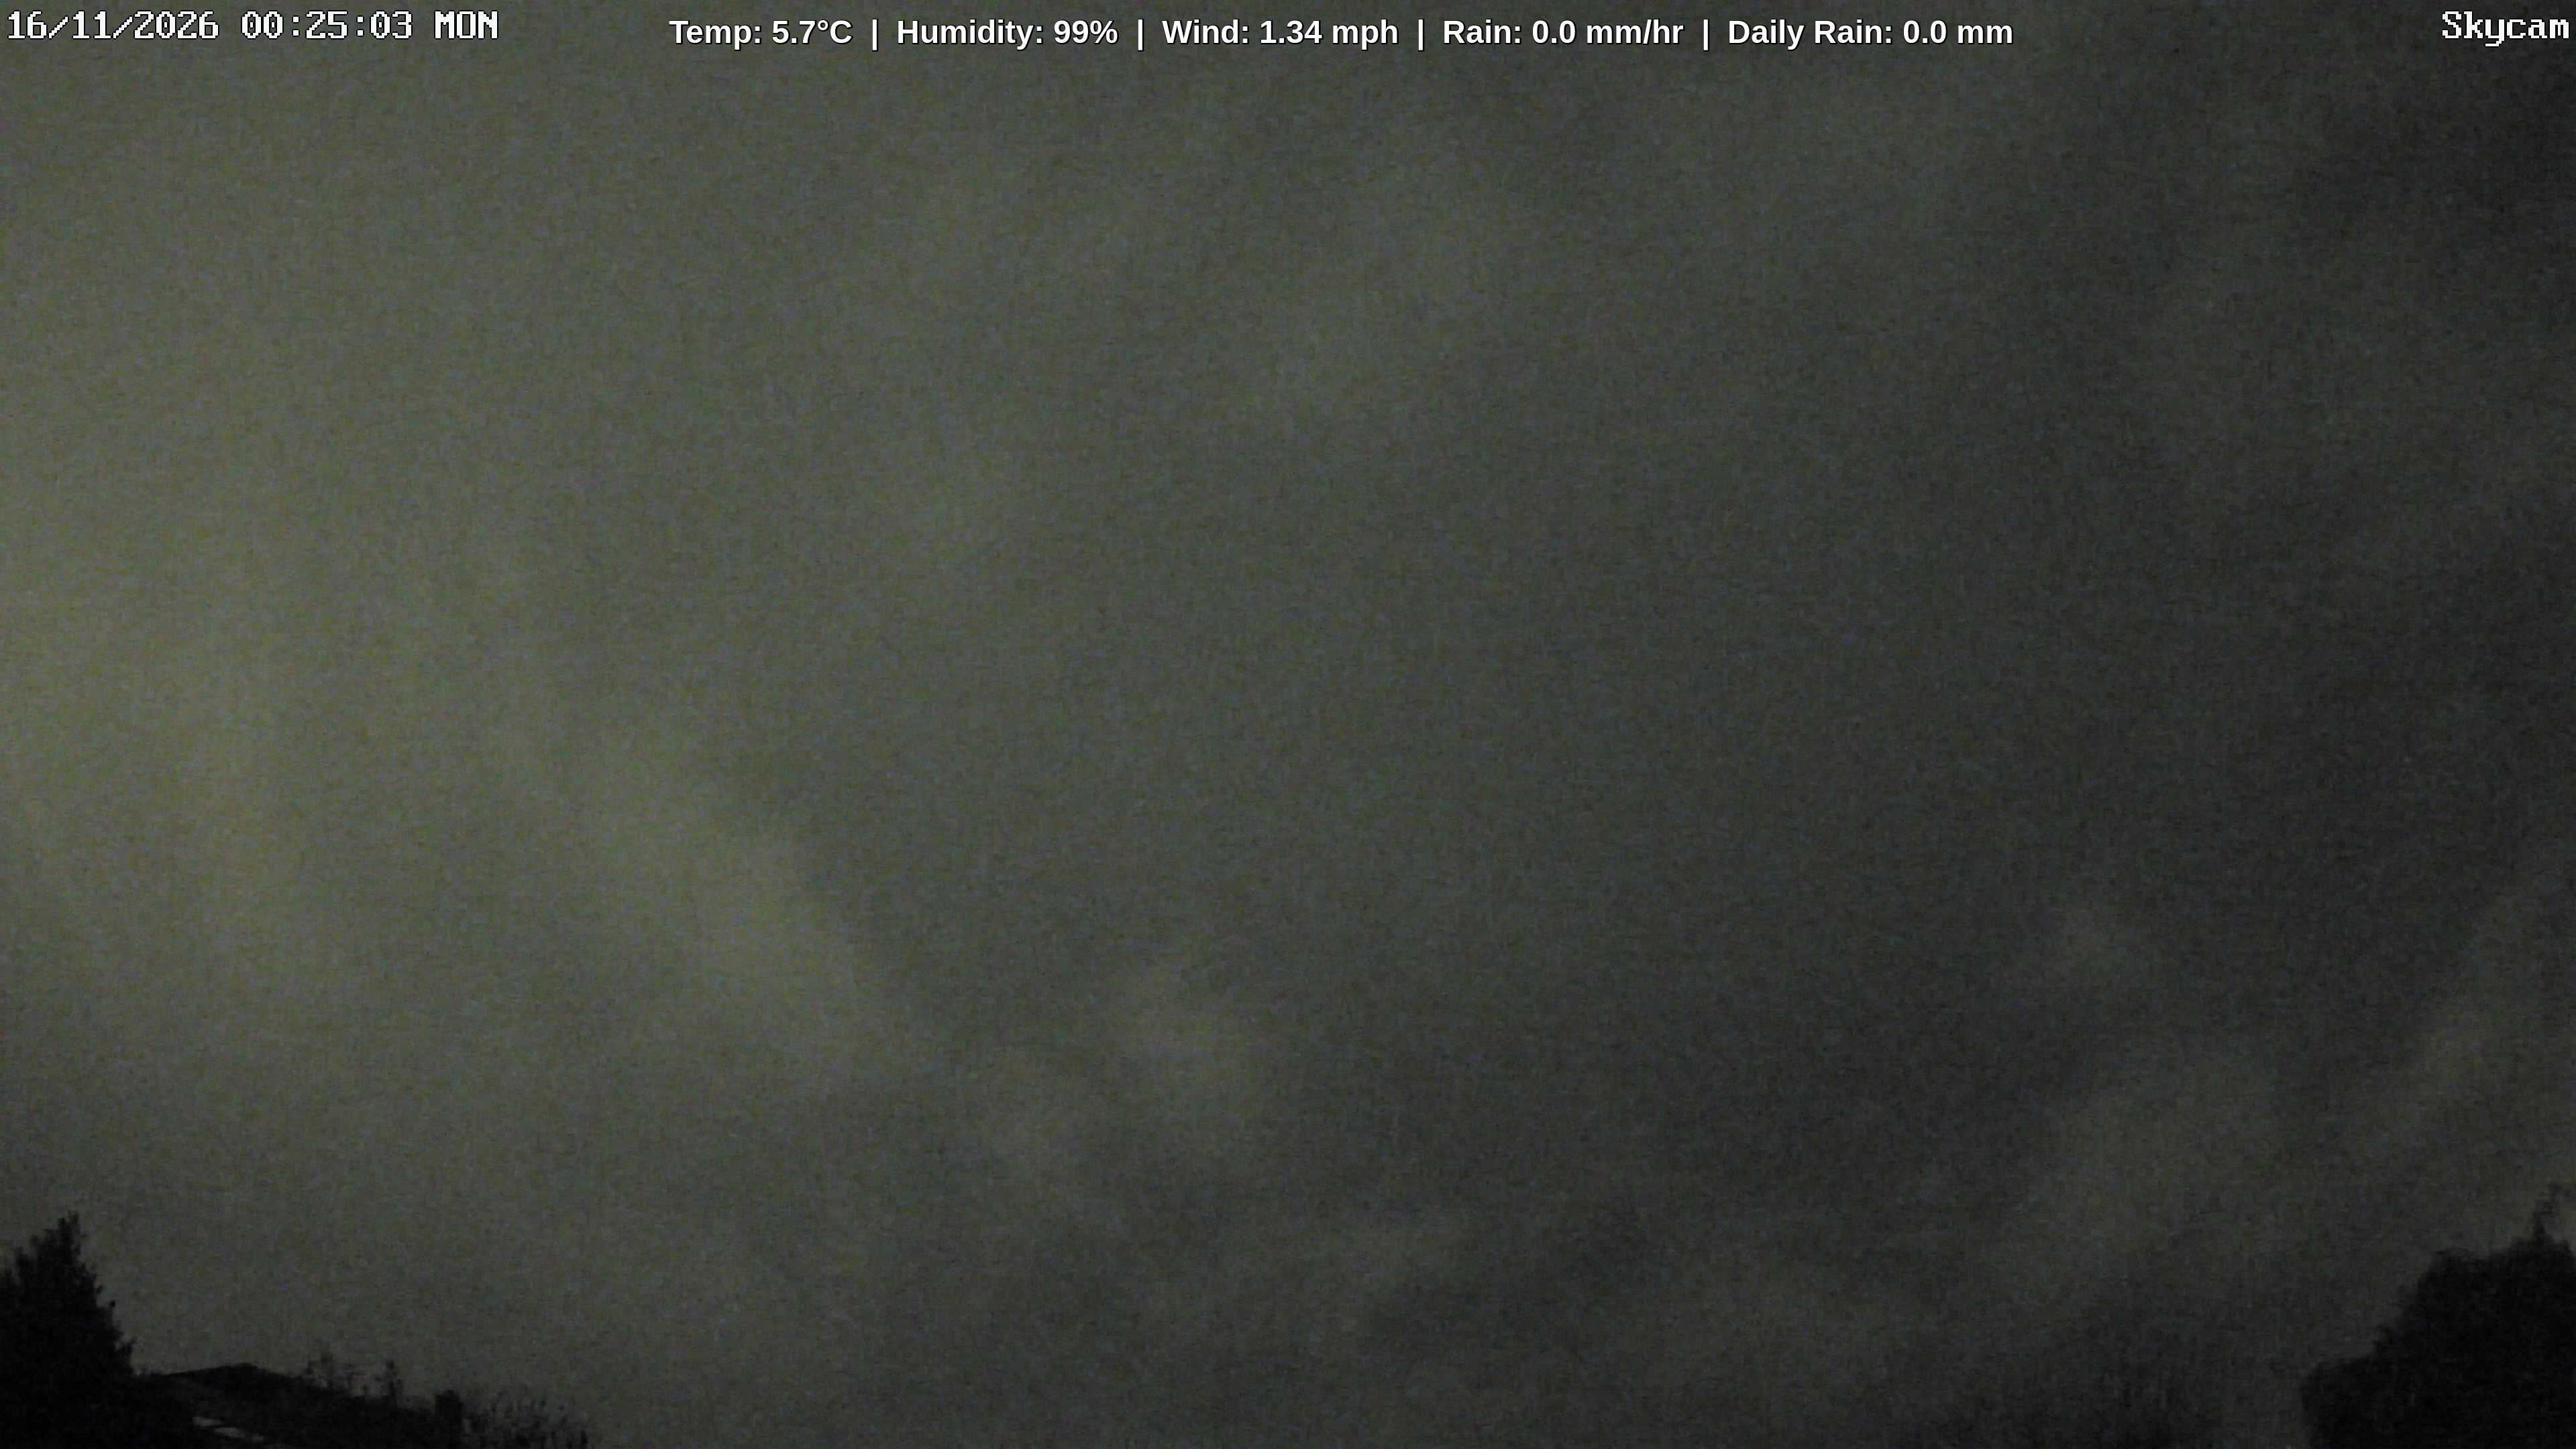 16/11/2026 00:25:03 MON
Temp: 5.7°C | Humidity: 99% | Wind: 1.34 mph | Rain: 0.0 mm/hr | Daily Rain: 0.0 mm
Skycam